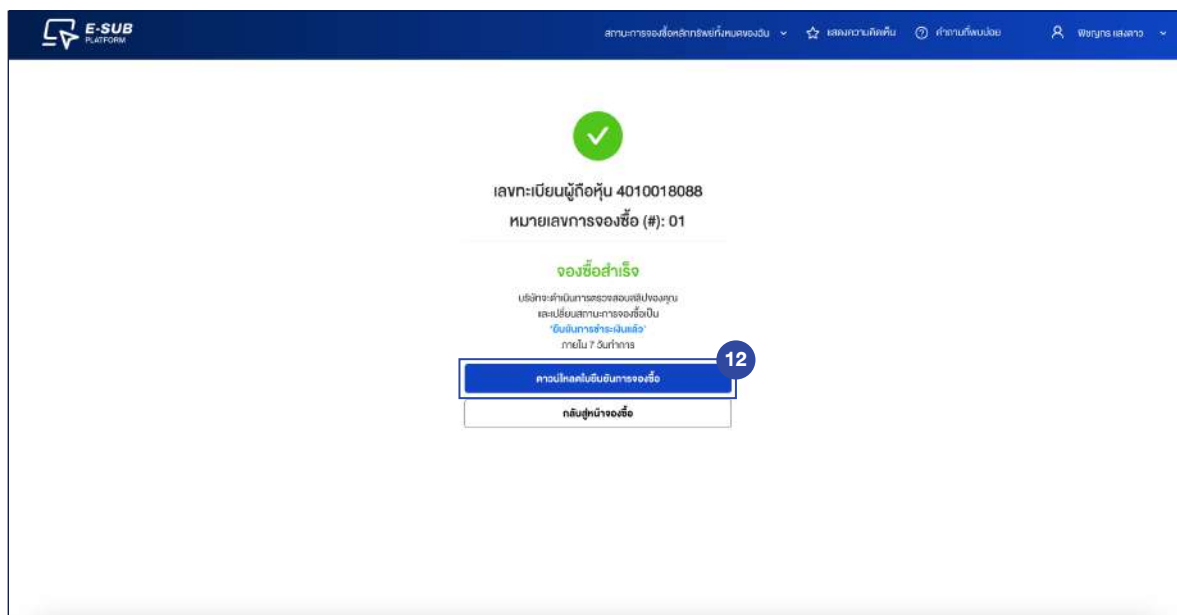 E-SUB
PLATFORM
สถานะการจองซื้อหลักทรัพย์ทั้งหมดของฉัน
แสดงความคิดเห็น
คำถามที่พบบ่อย
แสงดาว
เลขทะเบียนผู้ถือหุ้น 4010018088
หมายเลขการจองซื้อ (#): 01
จองซื้อสำเร็จ
บริษัทจะดำเนินการตรวจสอบสลิปของคุณ
และเปลี่ยนสถานะการจองซื้อเป็น
'ยืนยันการชำระเงินแล้ว'
ภายใน 7 วันทำการ
12
ดาวน์โหลดใบยืนยันการจองซื้อ
กลับสู่หน้าจองซื้อ